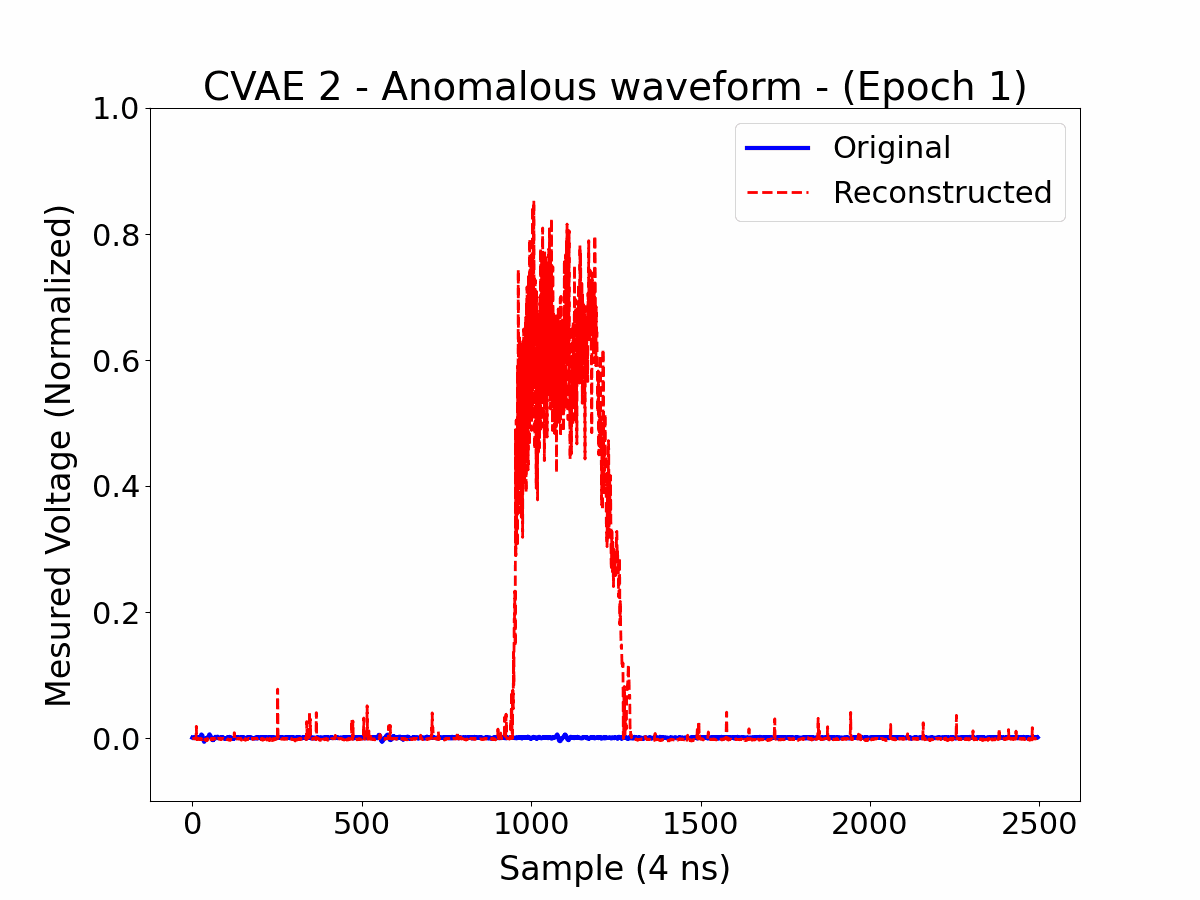 CVAE 2 - Anomalous waveform - (Epoch 1)
Original
Reconstructed
Mesured Voltage (Normalized)
1.0
0.8
0.6
0.4
0.2
0.0
0 500 1000 1500 2000 2500
Sample (4 ns)